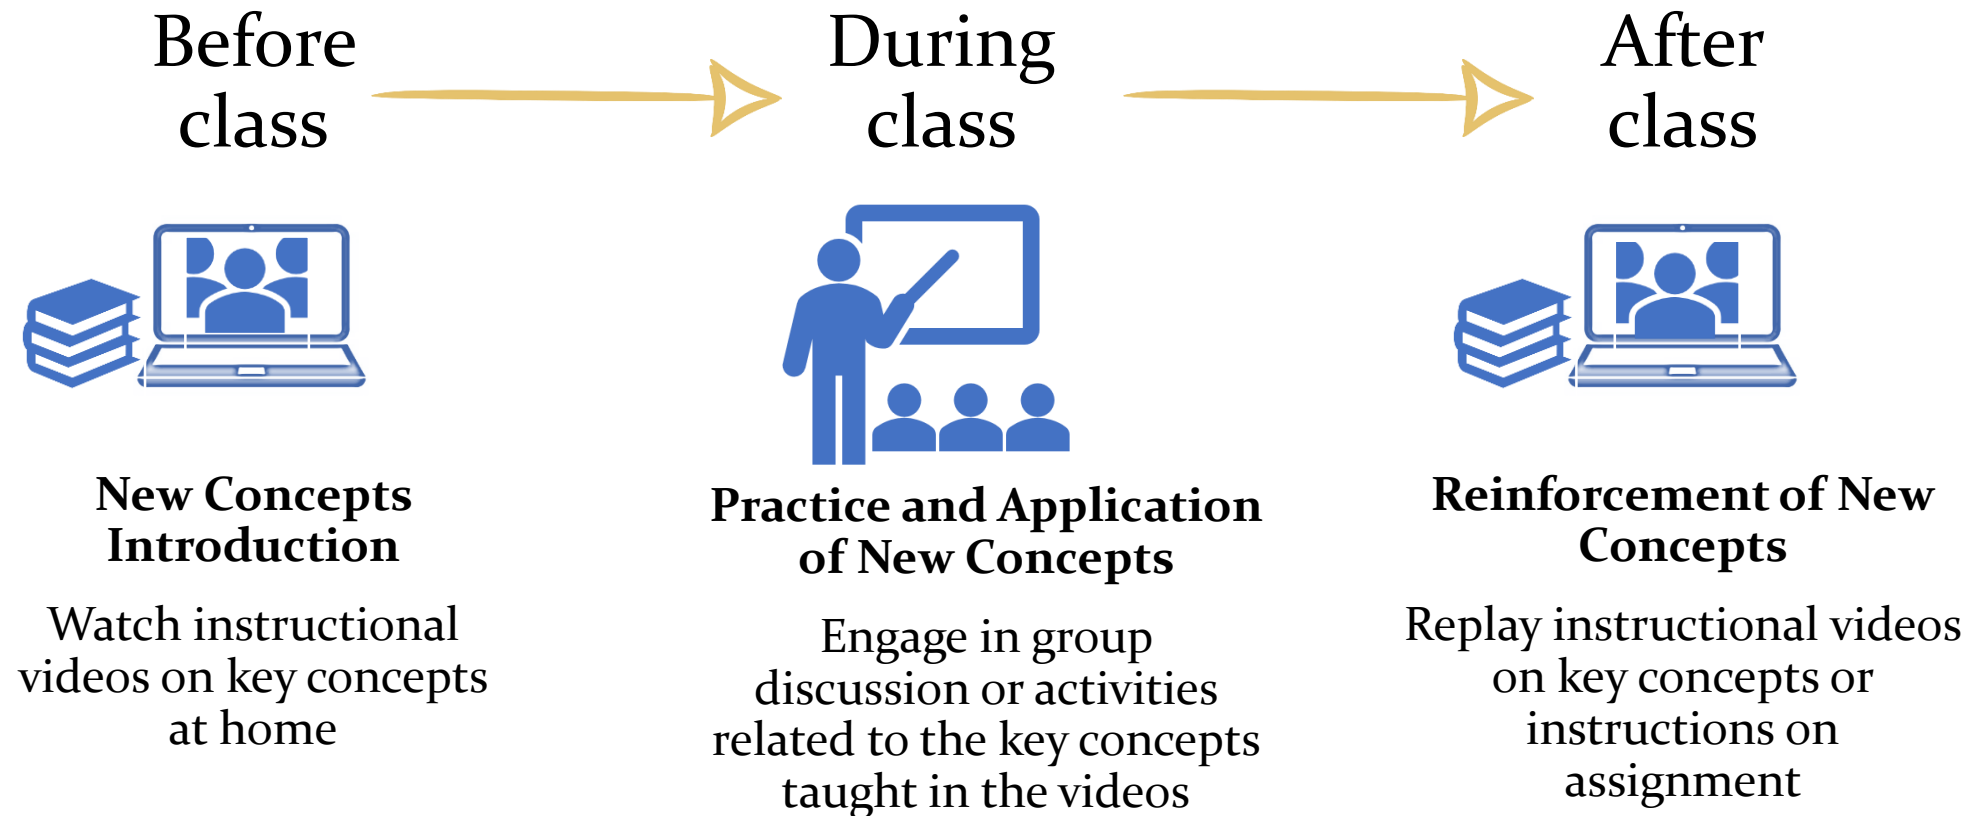 Before
class
During
class
After
class
New Concepts
Introduction
Watch instructional
videos on key concepts
at home
Practice and Application
of New Concepts
Engage in group
discussion or activities
related to the key concepts
taught in the videos
Reinforcement of New
Concepts
Replay instructional videos
on key concepts or
instructions on
assignment